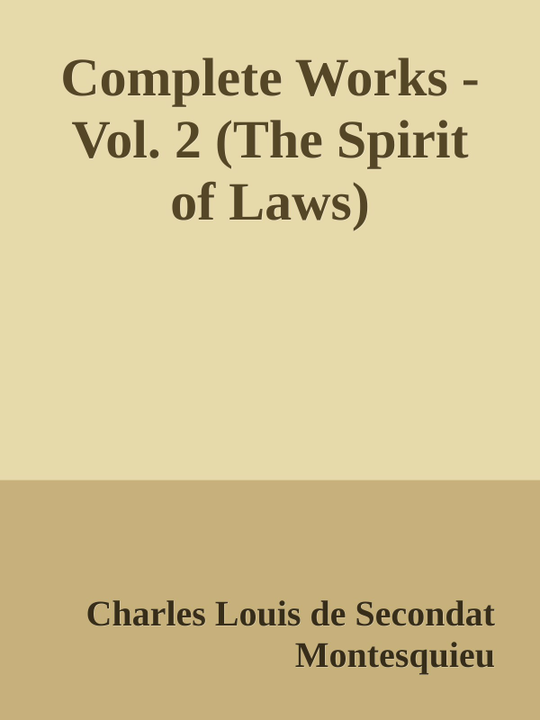 Complete Works -
Vol. 2 (The Spirit
of Laws)
Charles Louis de Secondat
Montesquieu